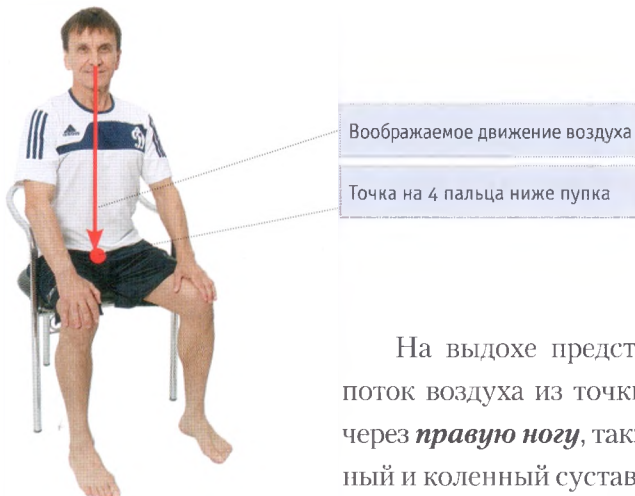 Воображаемое движение воздуха
Точка на 4 пальца ниже пупка
На выдохе предст
поток воздуха из точки
через правую ногу, так
ный и коленный сустав